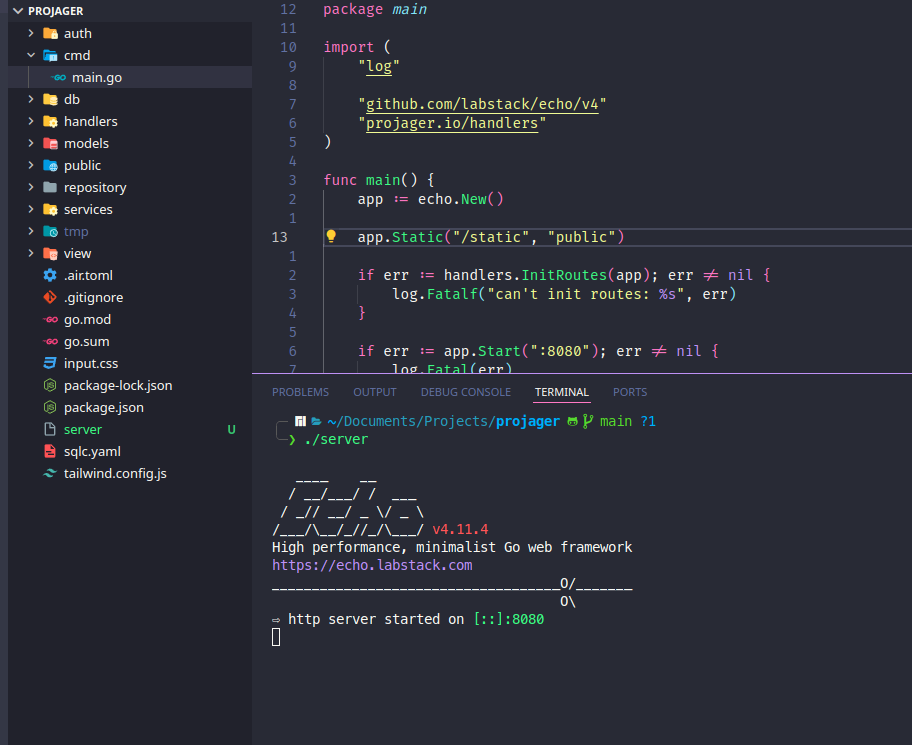 PROJAGER
auth
cmd
main.go
db
handlers
models
public
repository
services
tmp
view
.air.toml
.gitignore
go.mod
go.sum
input.css
package-lock.json
package.json
server U
sqlc.yaml
tailwind.config.js
12 package main
11
10 import (
9 "log"
8
7 "github.com/labstack/echo/v4"
6 "projager.io/handlers"
5 )
4
3 func main() {
2 app := echo.New()
1
13 app.Static("/static", "public")
1
2 if err := handlers.InitRoutes(app); err != nil {
3 log.Fatalf("can't init routes: %s", err)
4 }
5
6 if err := app.Start(":8080"); err != nil {
7 log.Fatal(err)
PROBLEMS OUTPUT DEBUG CONSOLE TERMINAL PORTS
~/Documents/Projects/projager main ?1
❯ ./server
   ____    __
  / __/___/ /  ___
 / _// __/ _ \/ _ \
/___/\__/_//_/\___/ v4.11.4
High performance, minimalist Go web framework
https://echo.labstack.com
____________________________________O/_______
                                    O\
⇨ http server started on [::]:8080